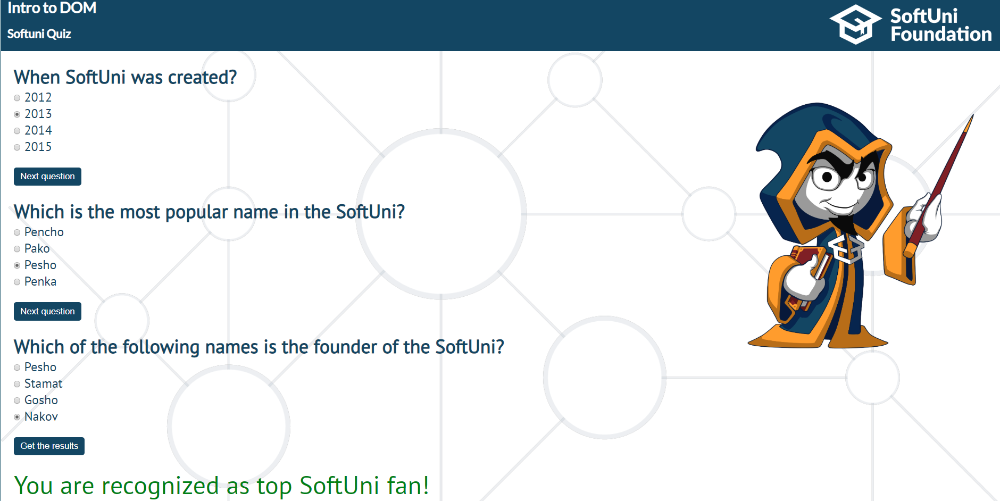 Intro to DOM
Softuni Quiz
SoftUni
Foundation
When SoftUni was created?
2012
2013
2014
2015
Next question
Which is the most popular name in the SoftUni?
Pencho
Pako
Pesho
Penka
Next question
Which of the following names is the founder of the SoftUni?
Pesho
Stamat
Gosho
Nakov
Get the results
You are recognized as top SoftUni fan!